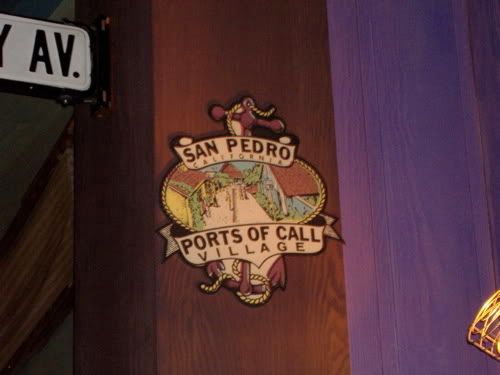 Y AV.
SAN PEDRO
CALIFORNIA
PORTS OF CALL
VILLAGE